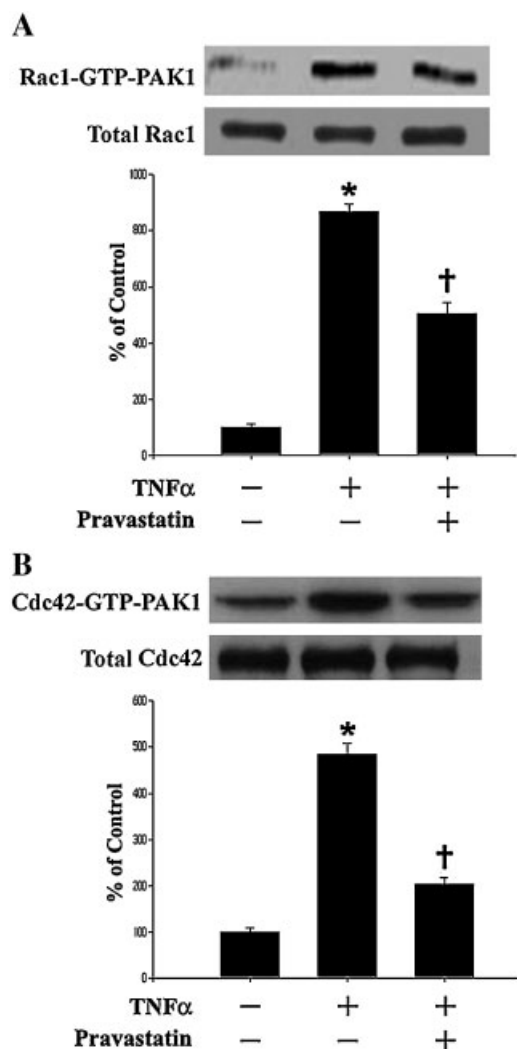 A
Rac1-GTP-PAK1
Total Rac1
1000
*
800
†
600
% of Control
400
200
0
TNFα − + +
Pravastatin − − +
B
Cdc42-GTP-PAK1
Total Cdc42
600
*
500
400
% of Control
300
†
200
100
0
TNFα − + +
Pravastatin − − +